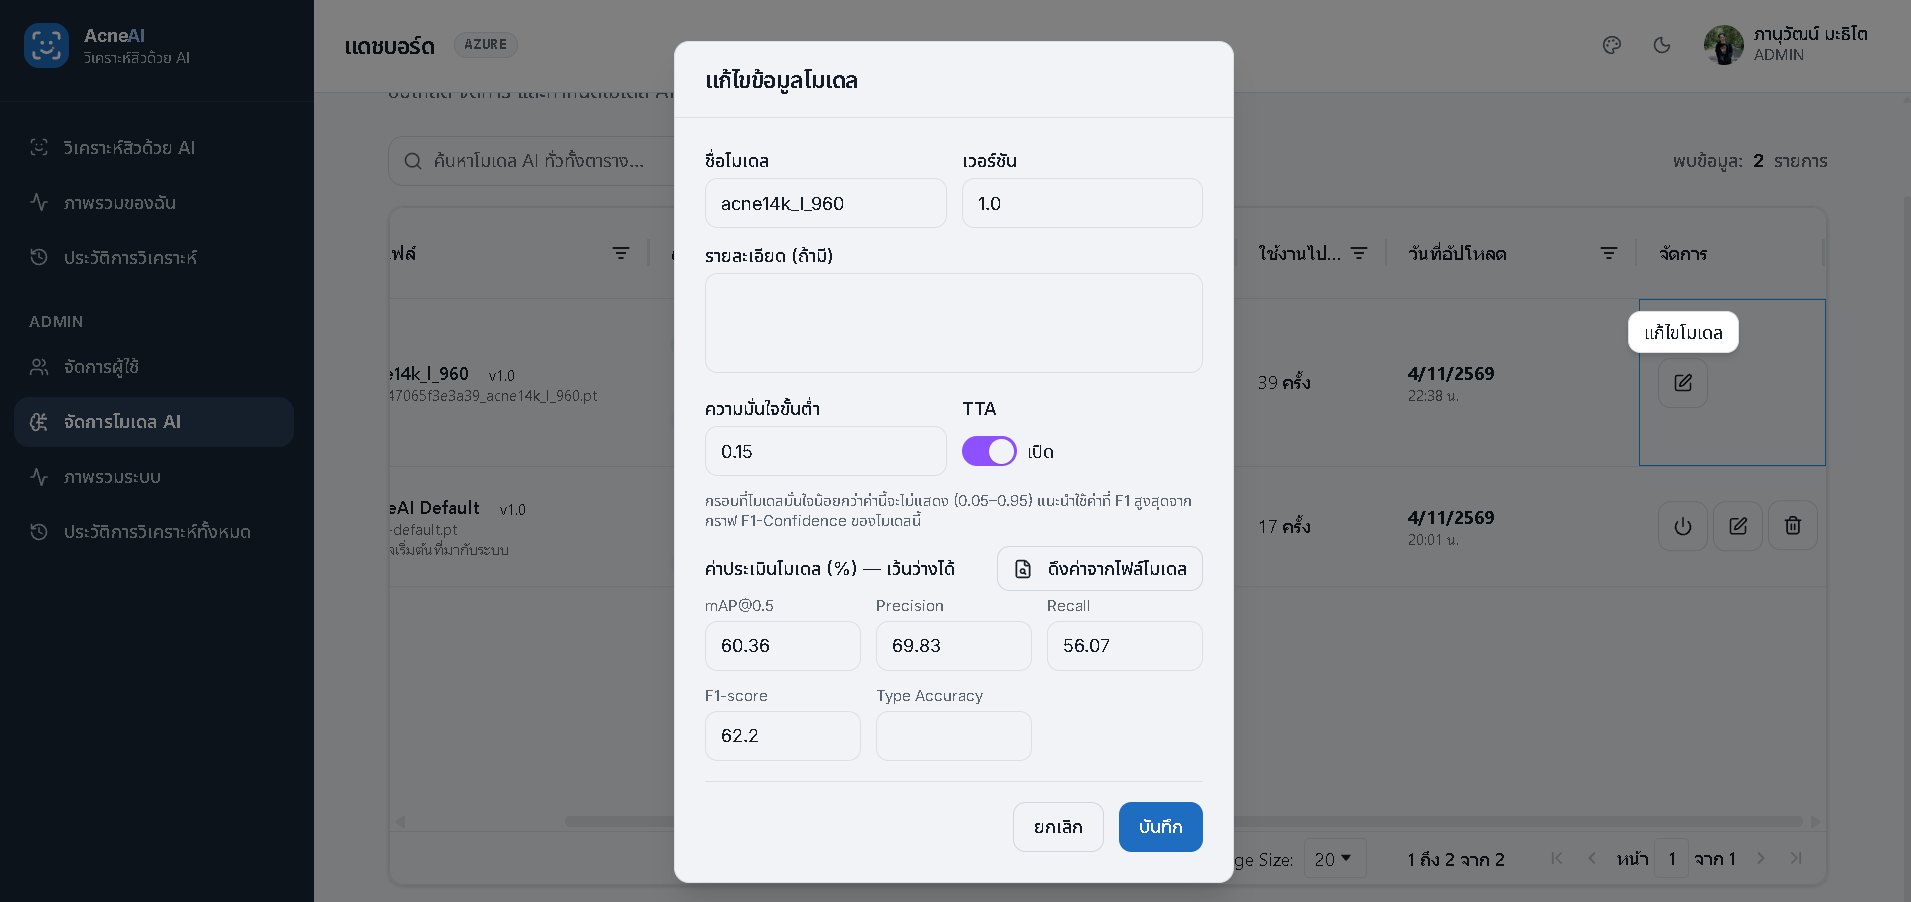 AcneAI
วิเคราะห์สิวด้วย AI
วิเคราะห์สิวด้วย AI
ภาพรวมของฉัน
ประวัติการวิเคราะห์
ADMIN
จัดการผู้ใช้
จัดการโมเดล AI
ภาพรวมระบบ
ประวัติการวิเคราะห์ทั้งหมด
แดชบอร์ด AZURE
ภานุวัฒน์ มะธิโต
ADMIN
ค้นหาโมเดล AI ทั่วทั้งตาราง...
พบข้อมูล: 2 รายการ
ใช้งานไป... วันที่อัปโหลด จัดการ
e14k_l_960 v1.0
47065f3e3a39_acne14k_l_960.pt
39 ครั้ง
4/11/2569
22:38 น.
แก้ไขโมเดล
eAI Default v1.0
-default.pt
เริ่มต้นที่มากับระบบ
17 ครั้ง
4/11/2569
20:01 น.
ge Size: 20 1 ถึง 2 จาก 2 หน้า 1 จาก 1
แก้ไขข้อมูลโมเดล
ชื่อโมเดล เวอร์ชัน
acne14k_l_960 1.0
รายละเอียด (ถ้ามี)
ความมั่นใจขั้นต่ำ TTA
0.15 เปิด
กรอบที่โมเดลมั่นใจน้อยกว่าค่านี้จะไม่แสดง (0.05–0.95) แนะนำใช้ค่าที่ F1 สูงสุดจาก
กราฟ F1-Confidence ของโมเดลนี้
ค่าประเมินโมเดล (%) — เว้นว่างได้ ดึงค่าจากไฟล์โมเดล
mAP@0.5 Precision Recall
60.36 69.83 56.07
F1-score Type Accuracy
62.2
ยกเลิก บันทึก